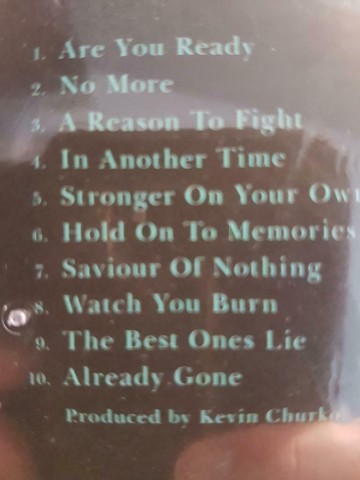 1. Are You Ready
2. No More
3. A Reason To Fight
4. In Another Time
5. Stronger On Your Own
6. Hold On To Memories
7. Saviour Of Nothing
8. Watch You Burn
9. The Best Ones Lie
10. Already Gone
Produced by Kevin Churko